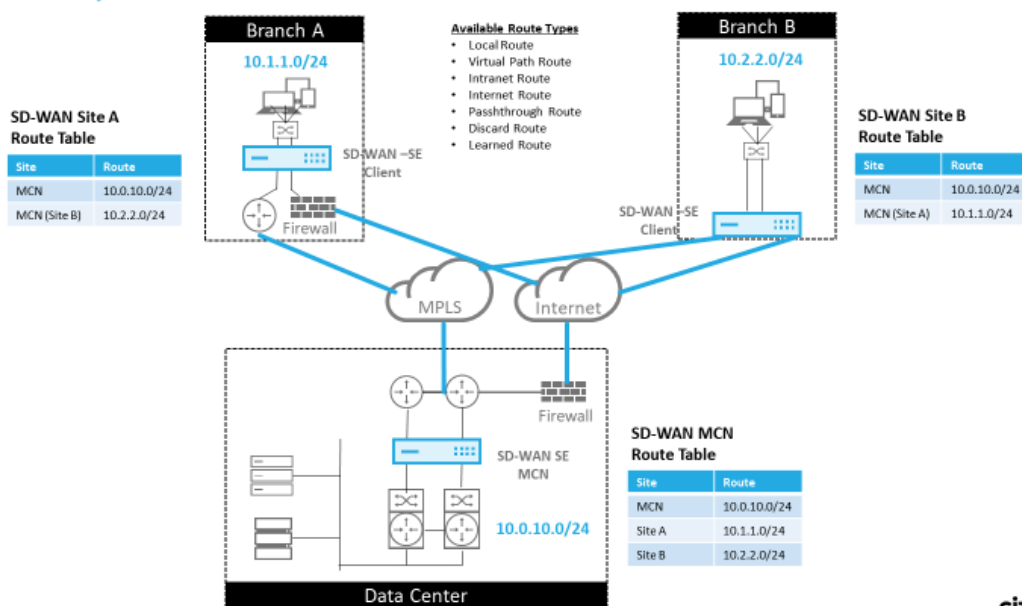 Branch A
10.1.1.0/24
SD-WAN –SE
Client
Firewall
Available Route Types
• Local Route
• Virtual Path Route
• Intranet Route
• Internet Route
• Passhthrough Route
• Discard Route
• Learned Route
Branch B
10.2.2.0/24
SD-WAN –SE
Client
SD-WAN Site A
Route Table
Site Route
MCN 10.0.10.0/24
MCN (Site B) 10.2.2.0/24
SD-WAN Site B
Route Table
Site Route
MCN 10.0.10.0/24
MCN (Site A) 10.1.1.0/24
MPLS
Internet
Firewall
SD-WAN SE
MCN
10.0.10.0/24
Data Center
SD-WAN MCN
Route Table
Site Route
MCN 10.0.10.0/24
Site A 10.1.1.0/24
Site B 10.2.2.0/24